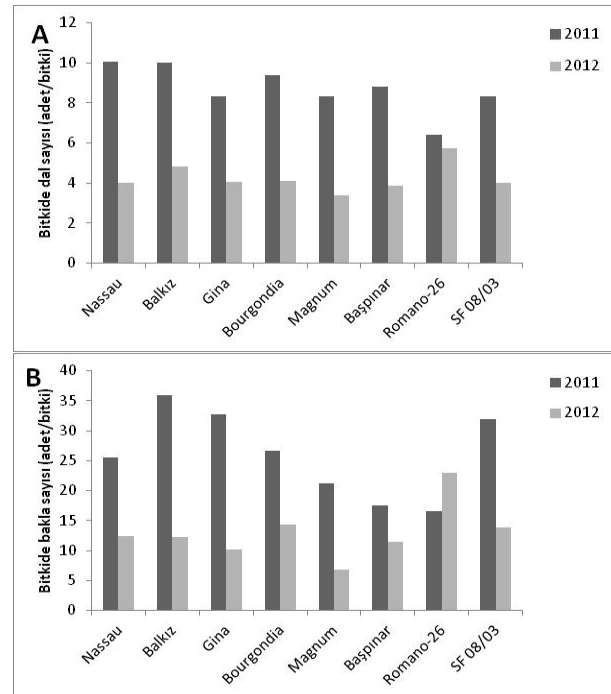 A
Bitkide dal sayısı (adet/bitki)
12
10
8
6
4
2
0
2011
2012
Nassau
Balkız
Gina
Bourgondia
Magnum
Başpınar
Romano-26
SF 08/03
B
Bitkide bakla sayısı (adet/bitki)
40
35
30
25
20
15
10
5
0
2011
2012
Nassau
Balkız
Gina
Bourgondia
Magnum
Başpınar
Romano-26
SF 08/03